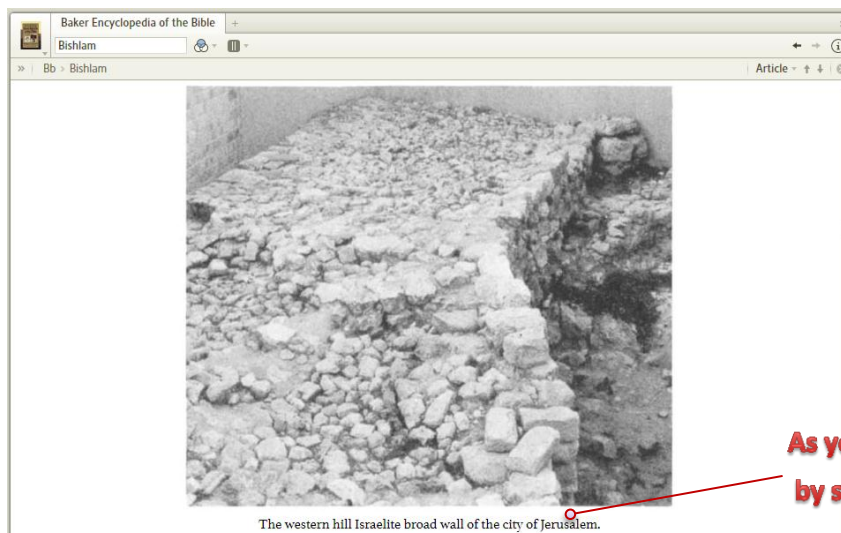 Baker Encyclopedia of the Bible
Bishlam
Bb › Bishlam
Article
The western hill Israelite broad wall of the city of Jerusalem.
As
by